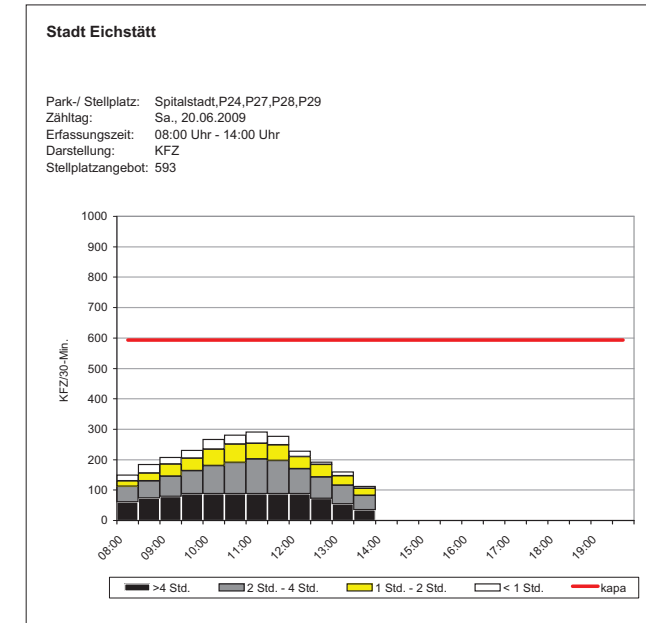 Stadt Eichstätt
Park-/ Stellplatz: Spitalstadt,P24,P27,P28,P29
Zähltag: Sa., 20.06.2009
Erfassungszeit: 08:00 Uhr - 14:00 Uhr
Darstellung: KFZ
Stellplatzangebot: 593
1000
900
800
700
600
500
400
300
200
100
0
KFZ/30-Min.
08:00
09:00
10:00
11:00
12:00
13:00
14:00
15:00
16:00
17:00
18:00
19:00
>4 Std.
2 Std. - 4 Std.
1 Std. - 2 Std.
< 1 Std.
kapa